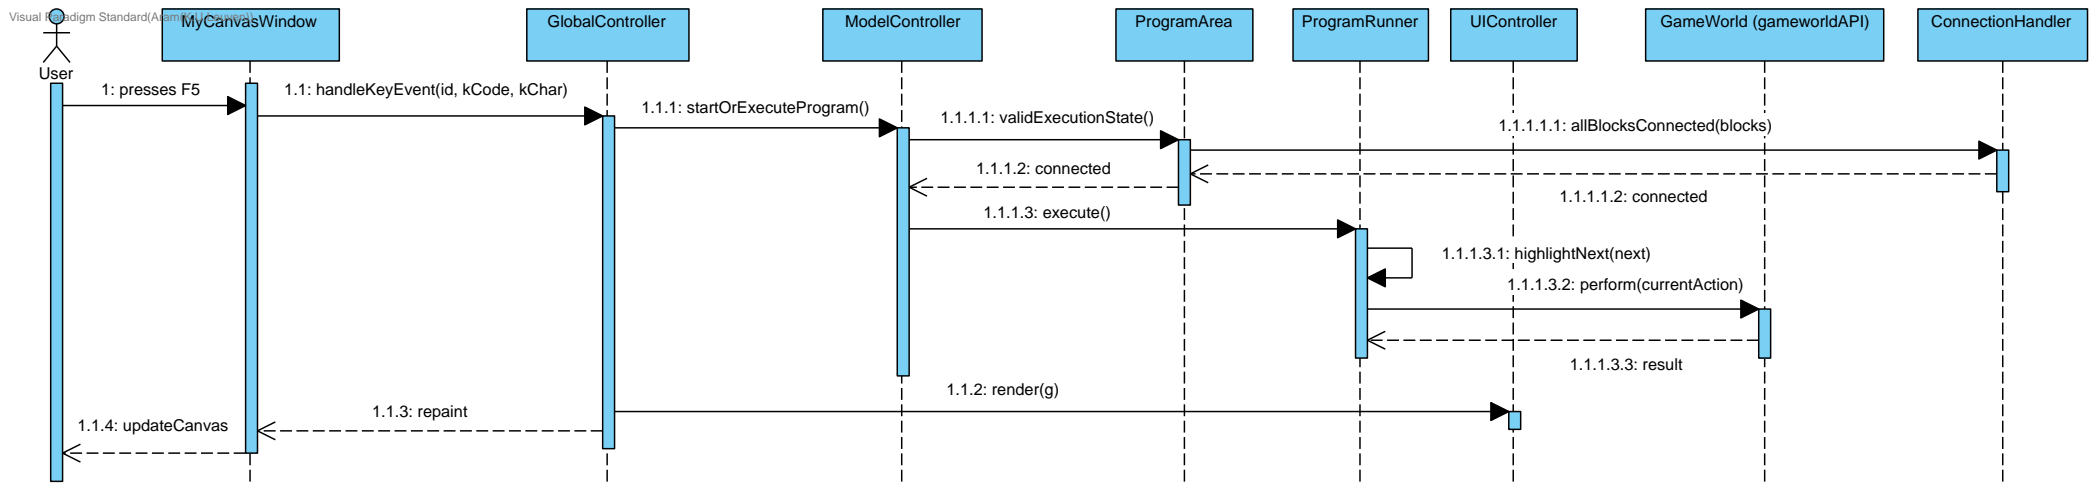 Visual Paradigm Standard(Aram(K.U.Leuven))
MyCanvasWindow
GlobalController
ModelController
ProgramArea
ProgramRunner
UIController
GameWorld (gameworldAPI)
ConnectionHandler
User
1: presses F5
1.1: handleKeyEvent(id, kCode, kChar)
1.1.1: startOrExecuteProgram()
1.1.1.1: validExecutionState()
1.1.1.1.1: allBlocksConnected(blocks)
1.1.1.2: connected
1.1.1.1.2: connected
1.1.1.3: execute()
1.1.1.3.1: highlightNext(next)
1.1.1.3.2: perform(currentAction)
1.1.1.3.3: result
1.1.2: render(g)
1.1.3: repaint
1.1.4: updateCanvas